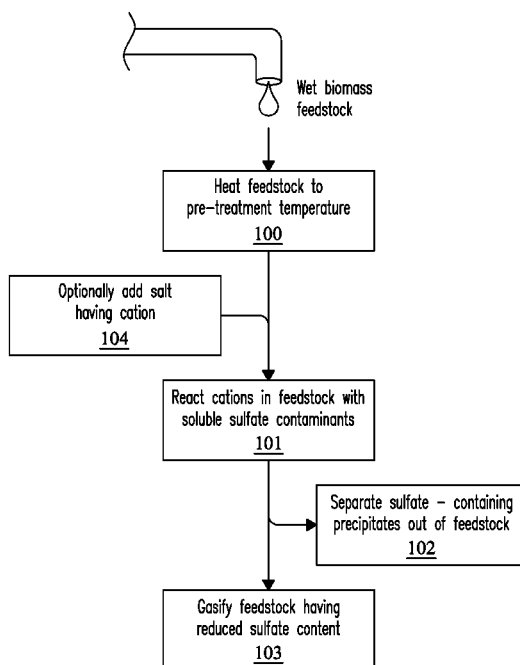 Wet biomass
feedstock
Heat feedstock to
pre-treatment temperature
100
Optionally add salt
having cation
104
React cations in feedstock with
soluble sulfate contaminants
101
Separate sulfate - containing
precipitates out of feedstock
102
Gasify feedstock having
reduced sulfate content
103